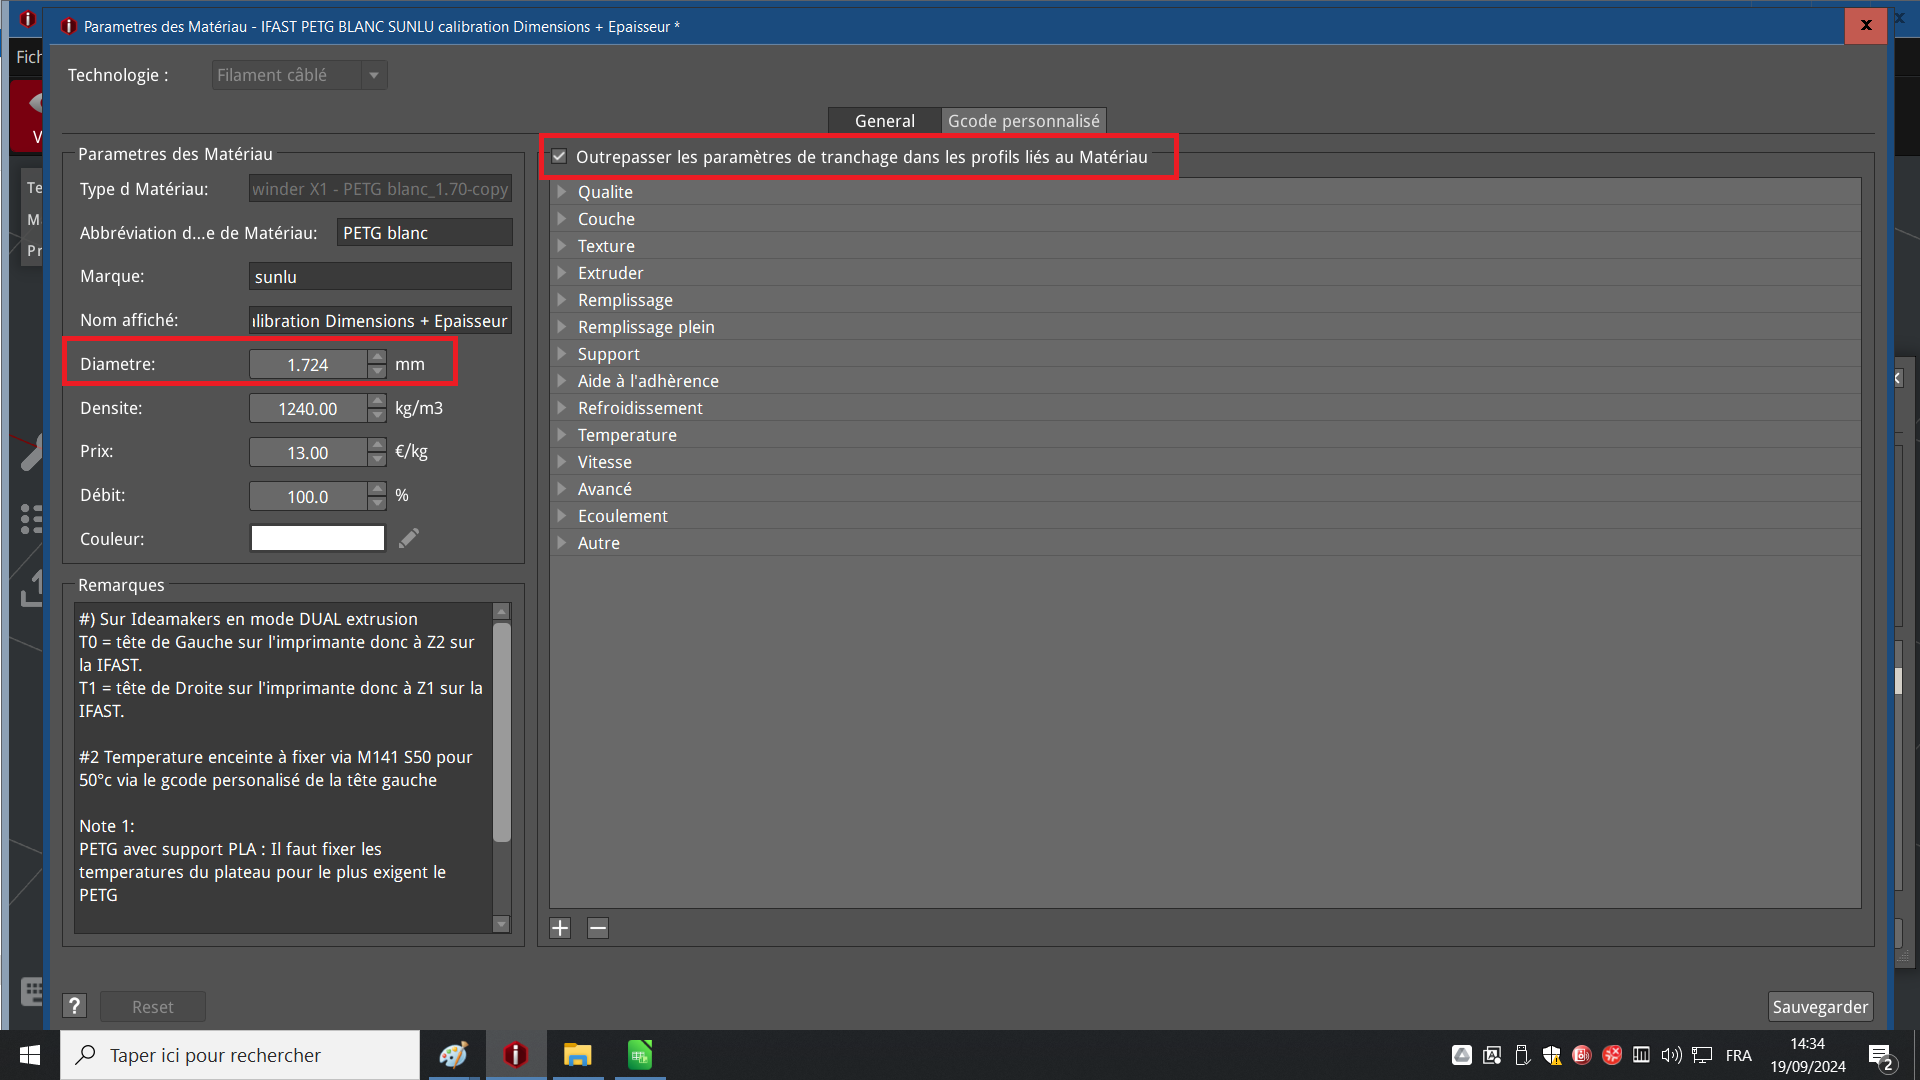 Parametres des Matériau - IFAST PETG BLANC SUNLU calibration Dimensions + Epaisseur *
Fich
Technologie :
Filament câblé
V
General
Gcode personnalisé
Parametres des Matériau
Type d Matériau:
winder X1 - PETG blanc_1.70-copy
Abbréviation d...e de Matériau:
PETG blanc
Marque:
sunlu
Nom affiché:
libration Dimensions + Epaisseur
Diametre:
1.724
mm
Densite:
1240.00
kg/m3
Prix:
13.00
€/kg
Débit:
100.0
%
Couleur:
Te
M
Pr
Outrepasser les paramètres de tranchage dans les profils liés au Matériau
Qualite
Couche
Texture
Extruder
Remplissage
Remplissage plein
Support
Aide à l'adhèrence
Refroidissement
Temperature
Vitesse
Avancé
Ecoulement
Autre
Remarques
#) Sur Ideamakers en mode DUAL extrusion
T0 = tête de Gauche sur l'imprimante donc à Z2 sur
la IFAST.
T1 = tête de Droite sur l'imprimante donc à Z1 sur la
IFAST.
#2 Temperature enceinte à fixer via M141 S50 pour
50°c via le gcode personalisé de la tête gauche
Note 1:
PETG avec support PLA : Il faut fixer les
temperatures du plateau pour le plus exigent le
PETG
?
Reset
Sauvegarder
Taper ici pour rechercher
FRA
14:34
19/09/2024
2